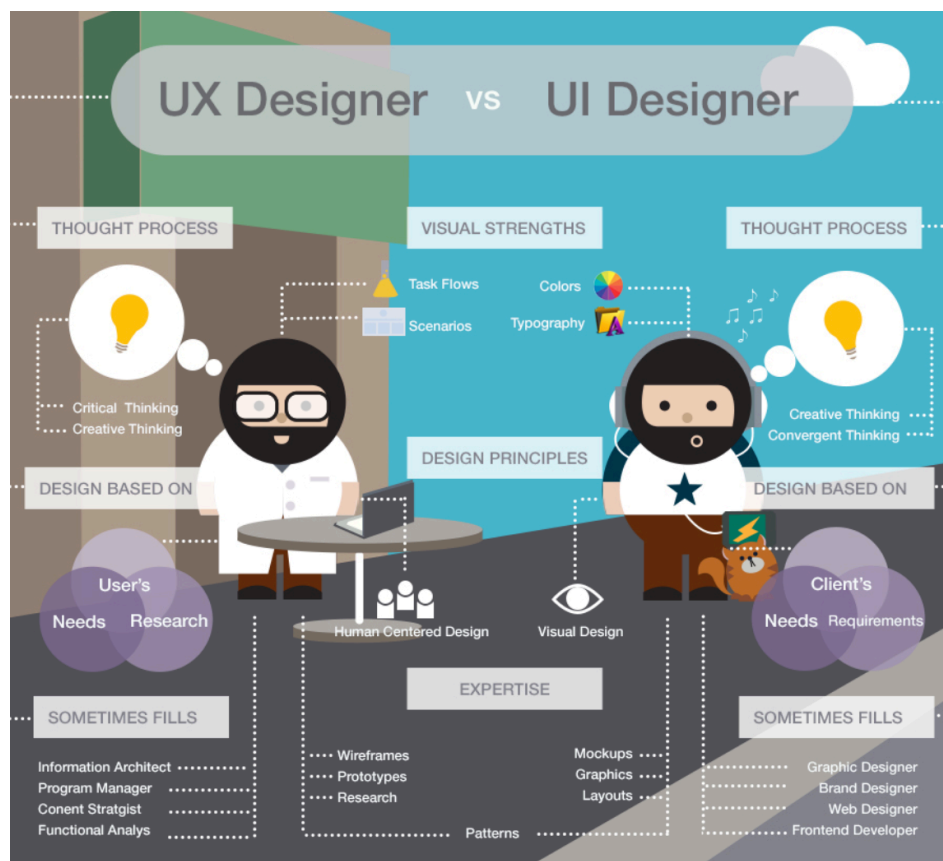 UX Designer vs UI Designer
THOUGHT PROCESS
VISUAL STRENGTHS
THOUGHT PROCESS
Task Flows
Scenarios
Colors
Typography
Critical Thinking
Creative Thinking
Creative Thinking
Convergent Thinking
DESIGN PRINCIPLES
DESIGN BASED ON
DESIGN BASED ON
User's
Needs
Research
Human Centered Design
Visual Design
Client's
Needs
Requirements
EXPERTISE
SOMETIMES FILLS
SOMETIMES FILLS
Information Architect
Program Manager
Conent Stratgist
Functional Analys
Wireframes
Prototypes
Research
Mockups
Graphics
Layouts
Patterns
Graphic Designer
Brand Designer
Web Designer
Frontend Developer